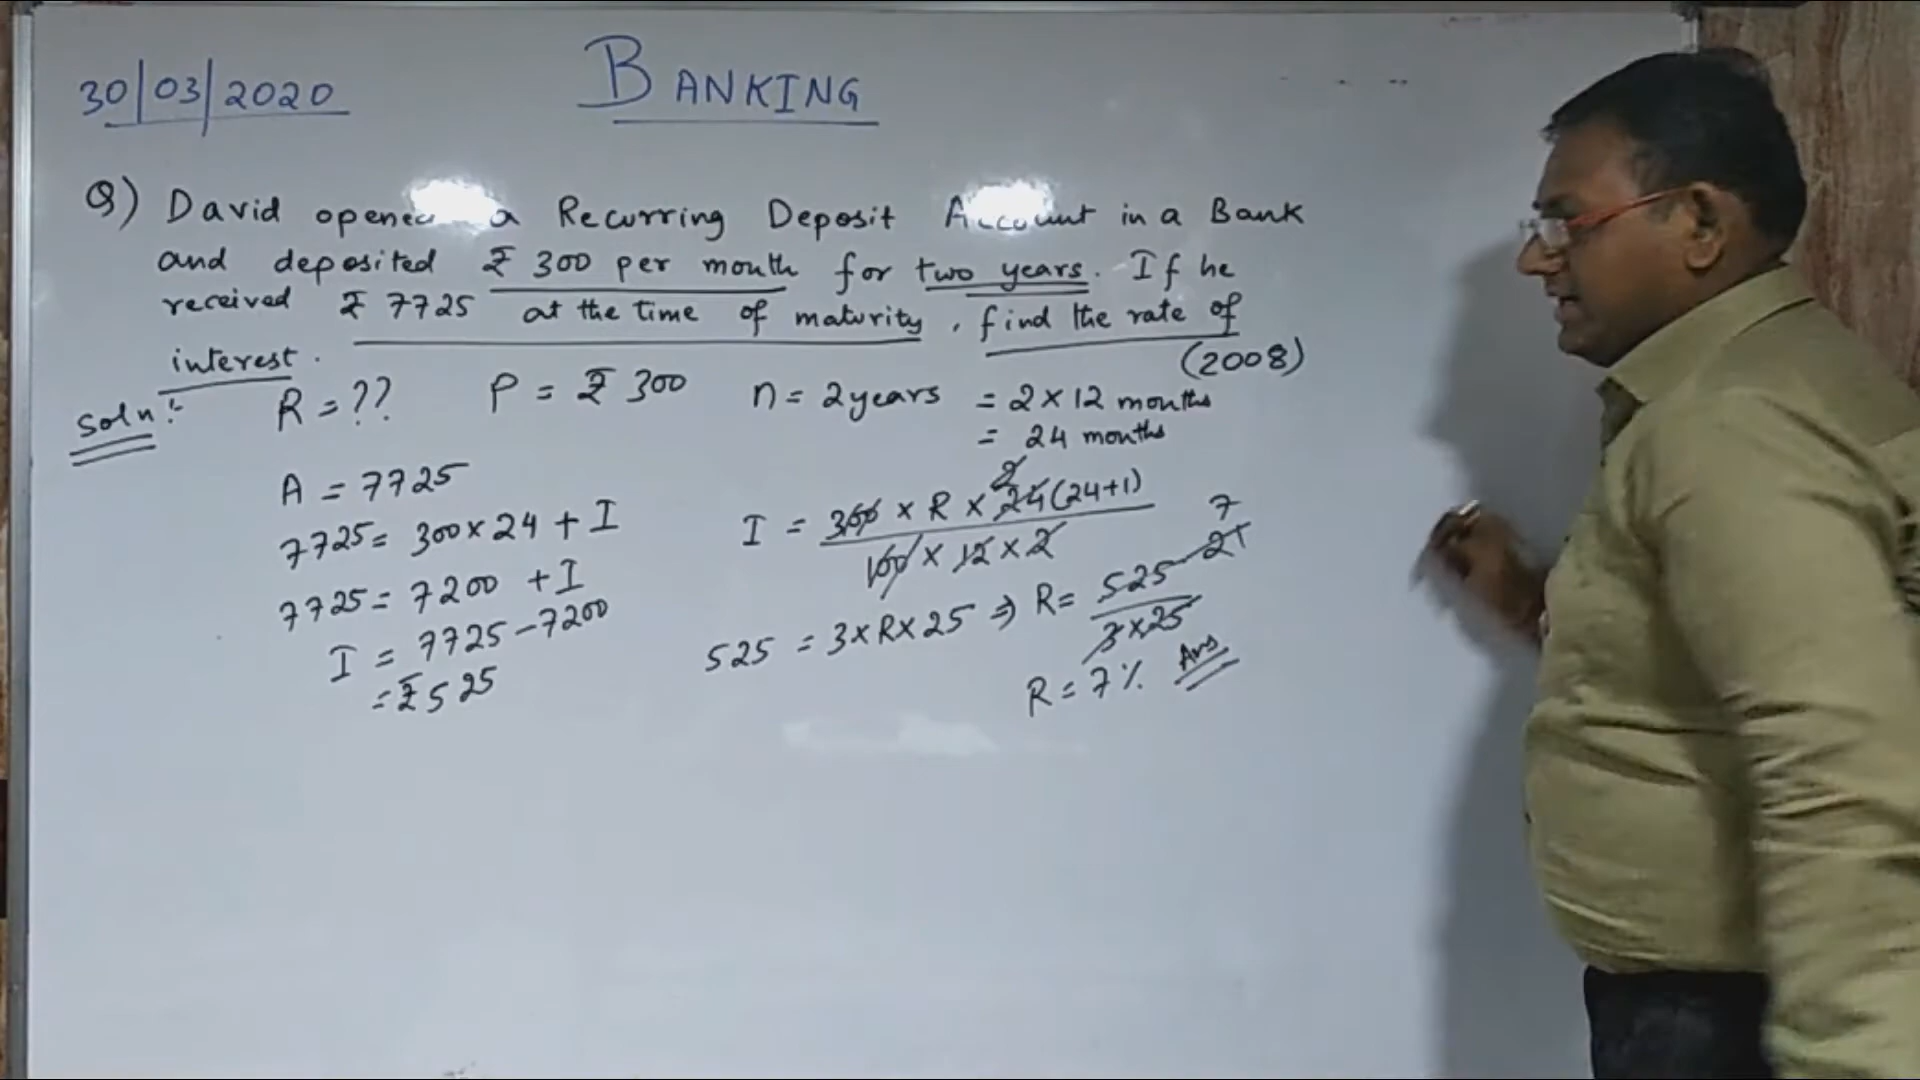 30/03/2020
BANKING
Q) David opened a Recurring Deposit Account in a Bank
and deposited ₹ 300 per month for two years. If he
received ₹ 7725 at the time of maturity, find the rate of
interest.
(2008)
Soln:
R = ??
P = ₹ 300
n = 2 years = 2 × 12 months
= 24 months
A = 7725
7725 = 300 × 24 + I
7725 = 7200 + I
I = 7725 - 7200
= ₹ 525
2
I = 300 × R × 24 (24+1)
100 × 12 × 2
7
21
525 = 3 × R × 25 ⇒ R = 525
3 × 25
R = 7% Ans